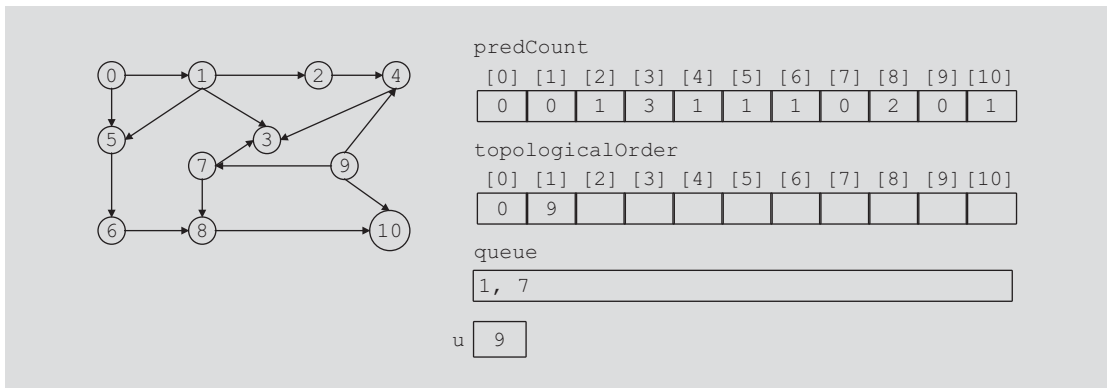 0 1 2 4
5 3
7 9
6 8 10
predCount
[0] [1] [2] [3] [4] [5] [6] [7] [8] [9] [10]
0 0 1 3 1 1 1 0 2 0 1
topologicalOrder
[0] [1] [2] [3] [4] [5] [6] [7] [8] [9] [10]
0 9
queue
1, 7
u 9